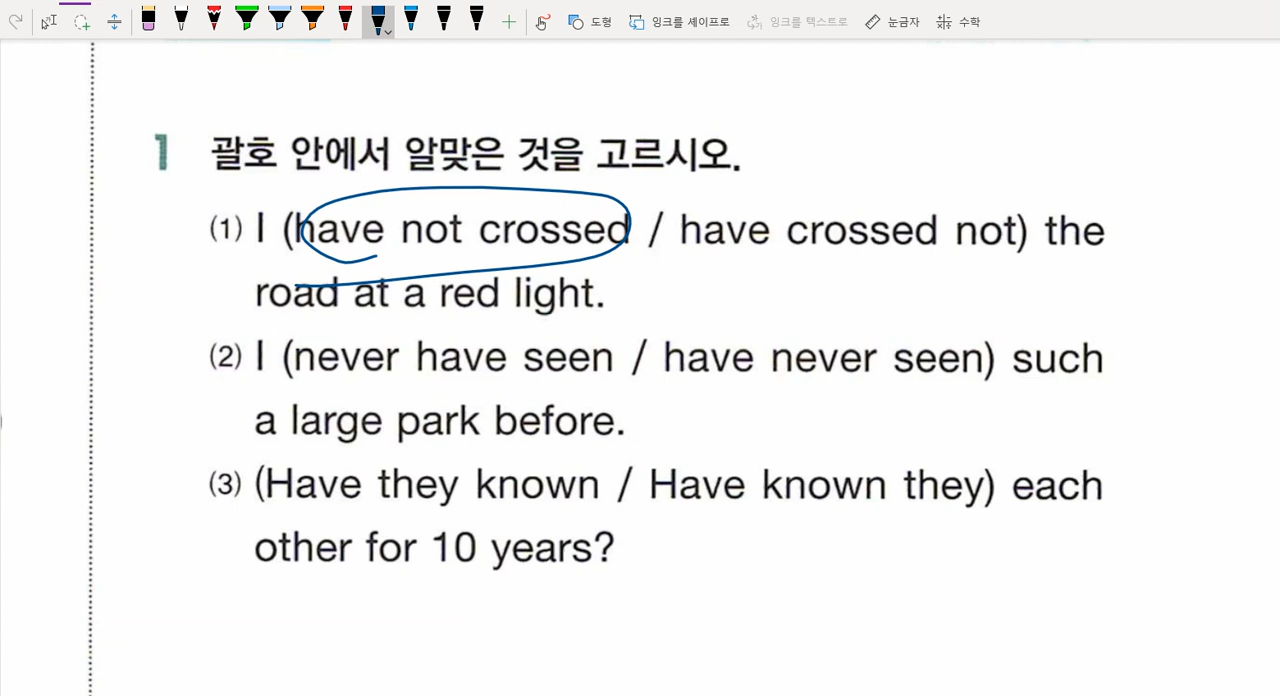 도형 잉크를 셰이프로 잉크를 텍스트로 눈금자 수학
1 괄호 안에서 알맞은 것을 고르시오.
(1) I (have not crossed / have crossed not) the
road at a red light.
(2) I (never have seen / have never seen) such
a large park before.
(3) (Have they known / Have known they) each
other for 10 years?